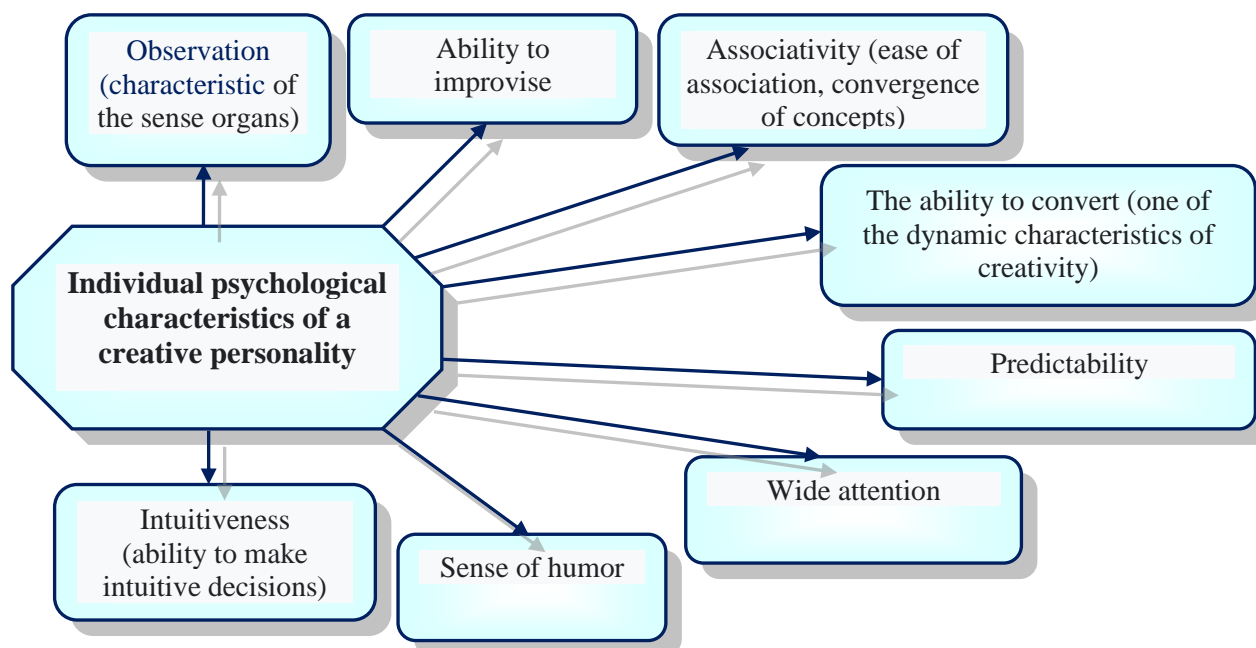 Observation
(characteristic of
the sense organs)
Ability to
improvise
Associativity (ease of
association, convergence
of concepts)
The ability to convert (one of
the dynamic characteristics of
creativity)
Individual psychological
characteristics of a
creative personality
Predictability
Wide attention
Intuitiveness
(ability to make
intuitive decisions)
Sense of humor